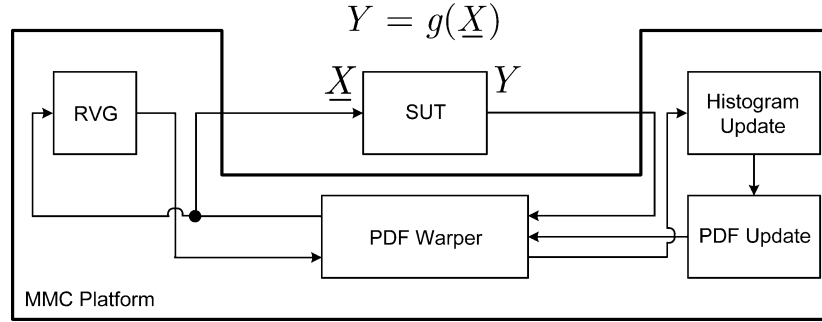 Y = g(X)
RVG
X
SUT
Y
Histogram
Update
PDF Warper
PDF Update
MMC Platform